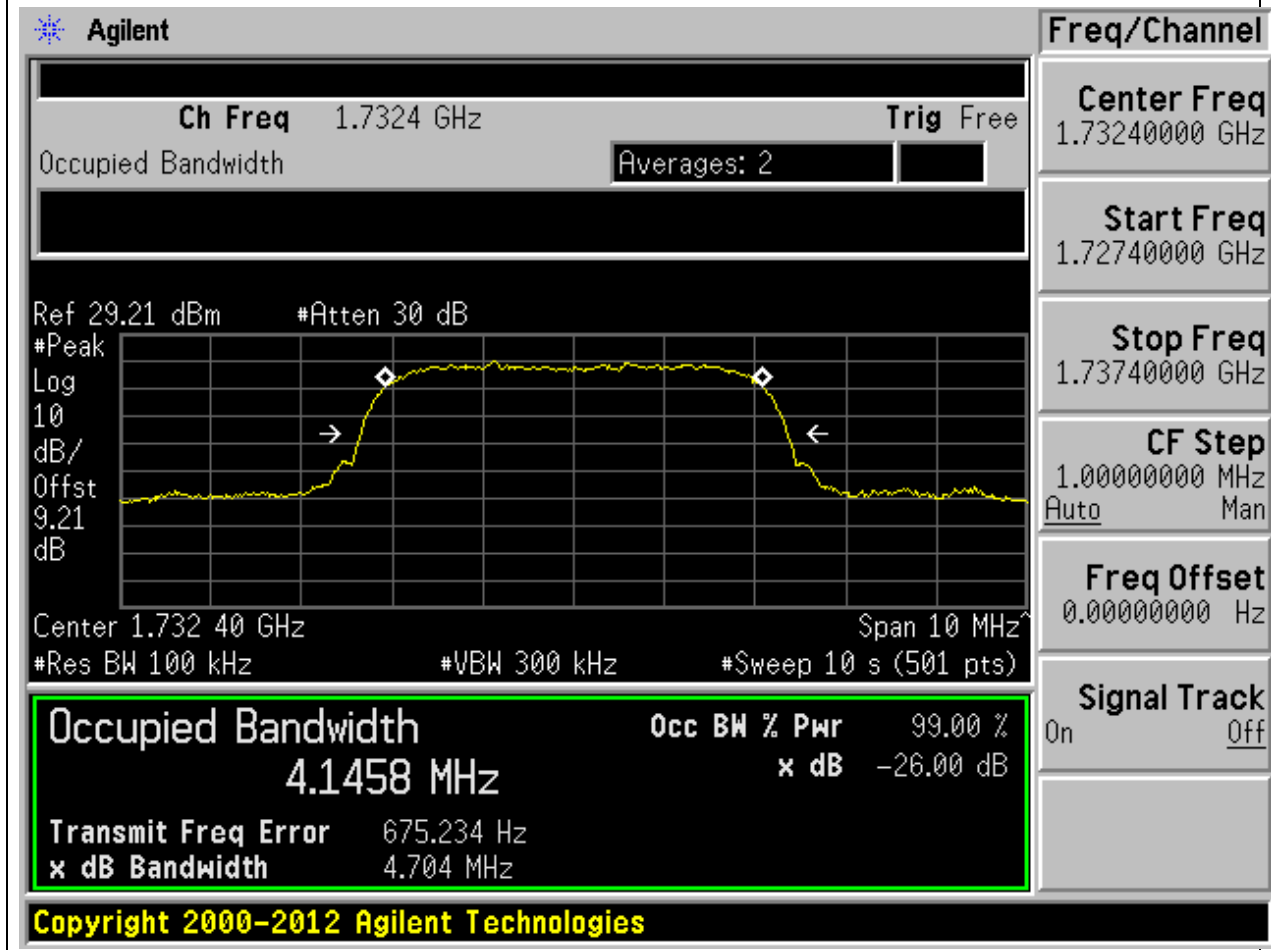 Agilent
Freq/Channel
Ch Freq 1.7324 GHz Trig Free
Occupied Bandwidth Averages: 2
Center Freq
1.73240000 GHz
Start Freq
1.72740000 GHz
Stop Freq
1.73740000 GHz
CF Step
1.00000000 MHz
Auto Man
Freq Offset
0.00000000 Hz
Signal Track
On Off
Ref 29.21 dBm #Atten 30 dB
#Peak
Log
10
dB/
Offst
9.21
dB
Center 1.732 40 GHz Span 10 MHz^
#Res BW 100 kHz #VBW 300 kHz #Sweep 10 s (501 pts)
Occupied Bandwidth Occ BW % Pwr 99.00 %
4.1458 MHz x dB -26.00 dB
Transmit Freq Error 675.234 Hz
x dB Bandwidth 4.704 MHz
Copyright 2000-2012 Agilent Technologies